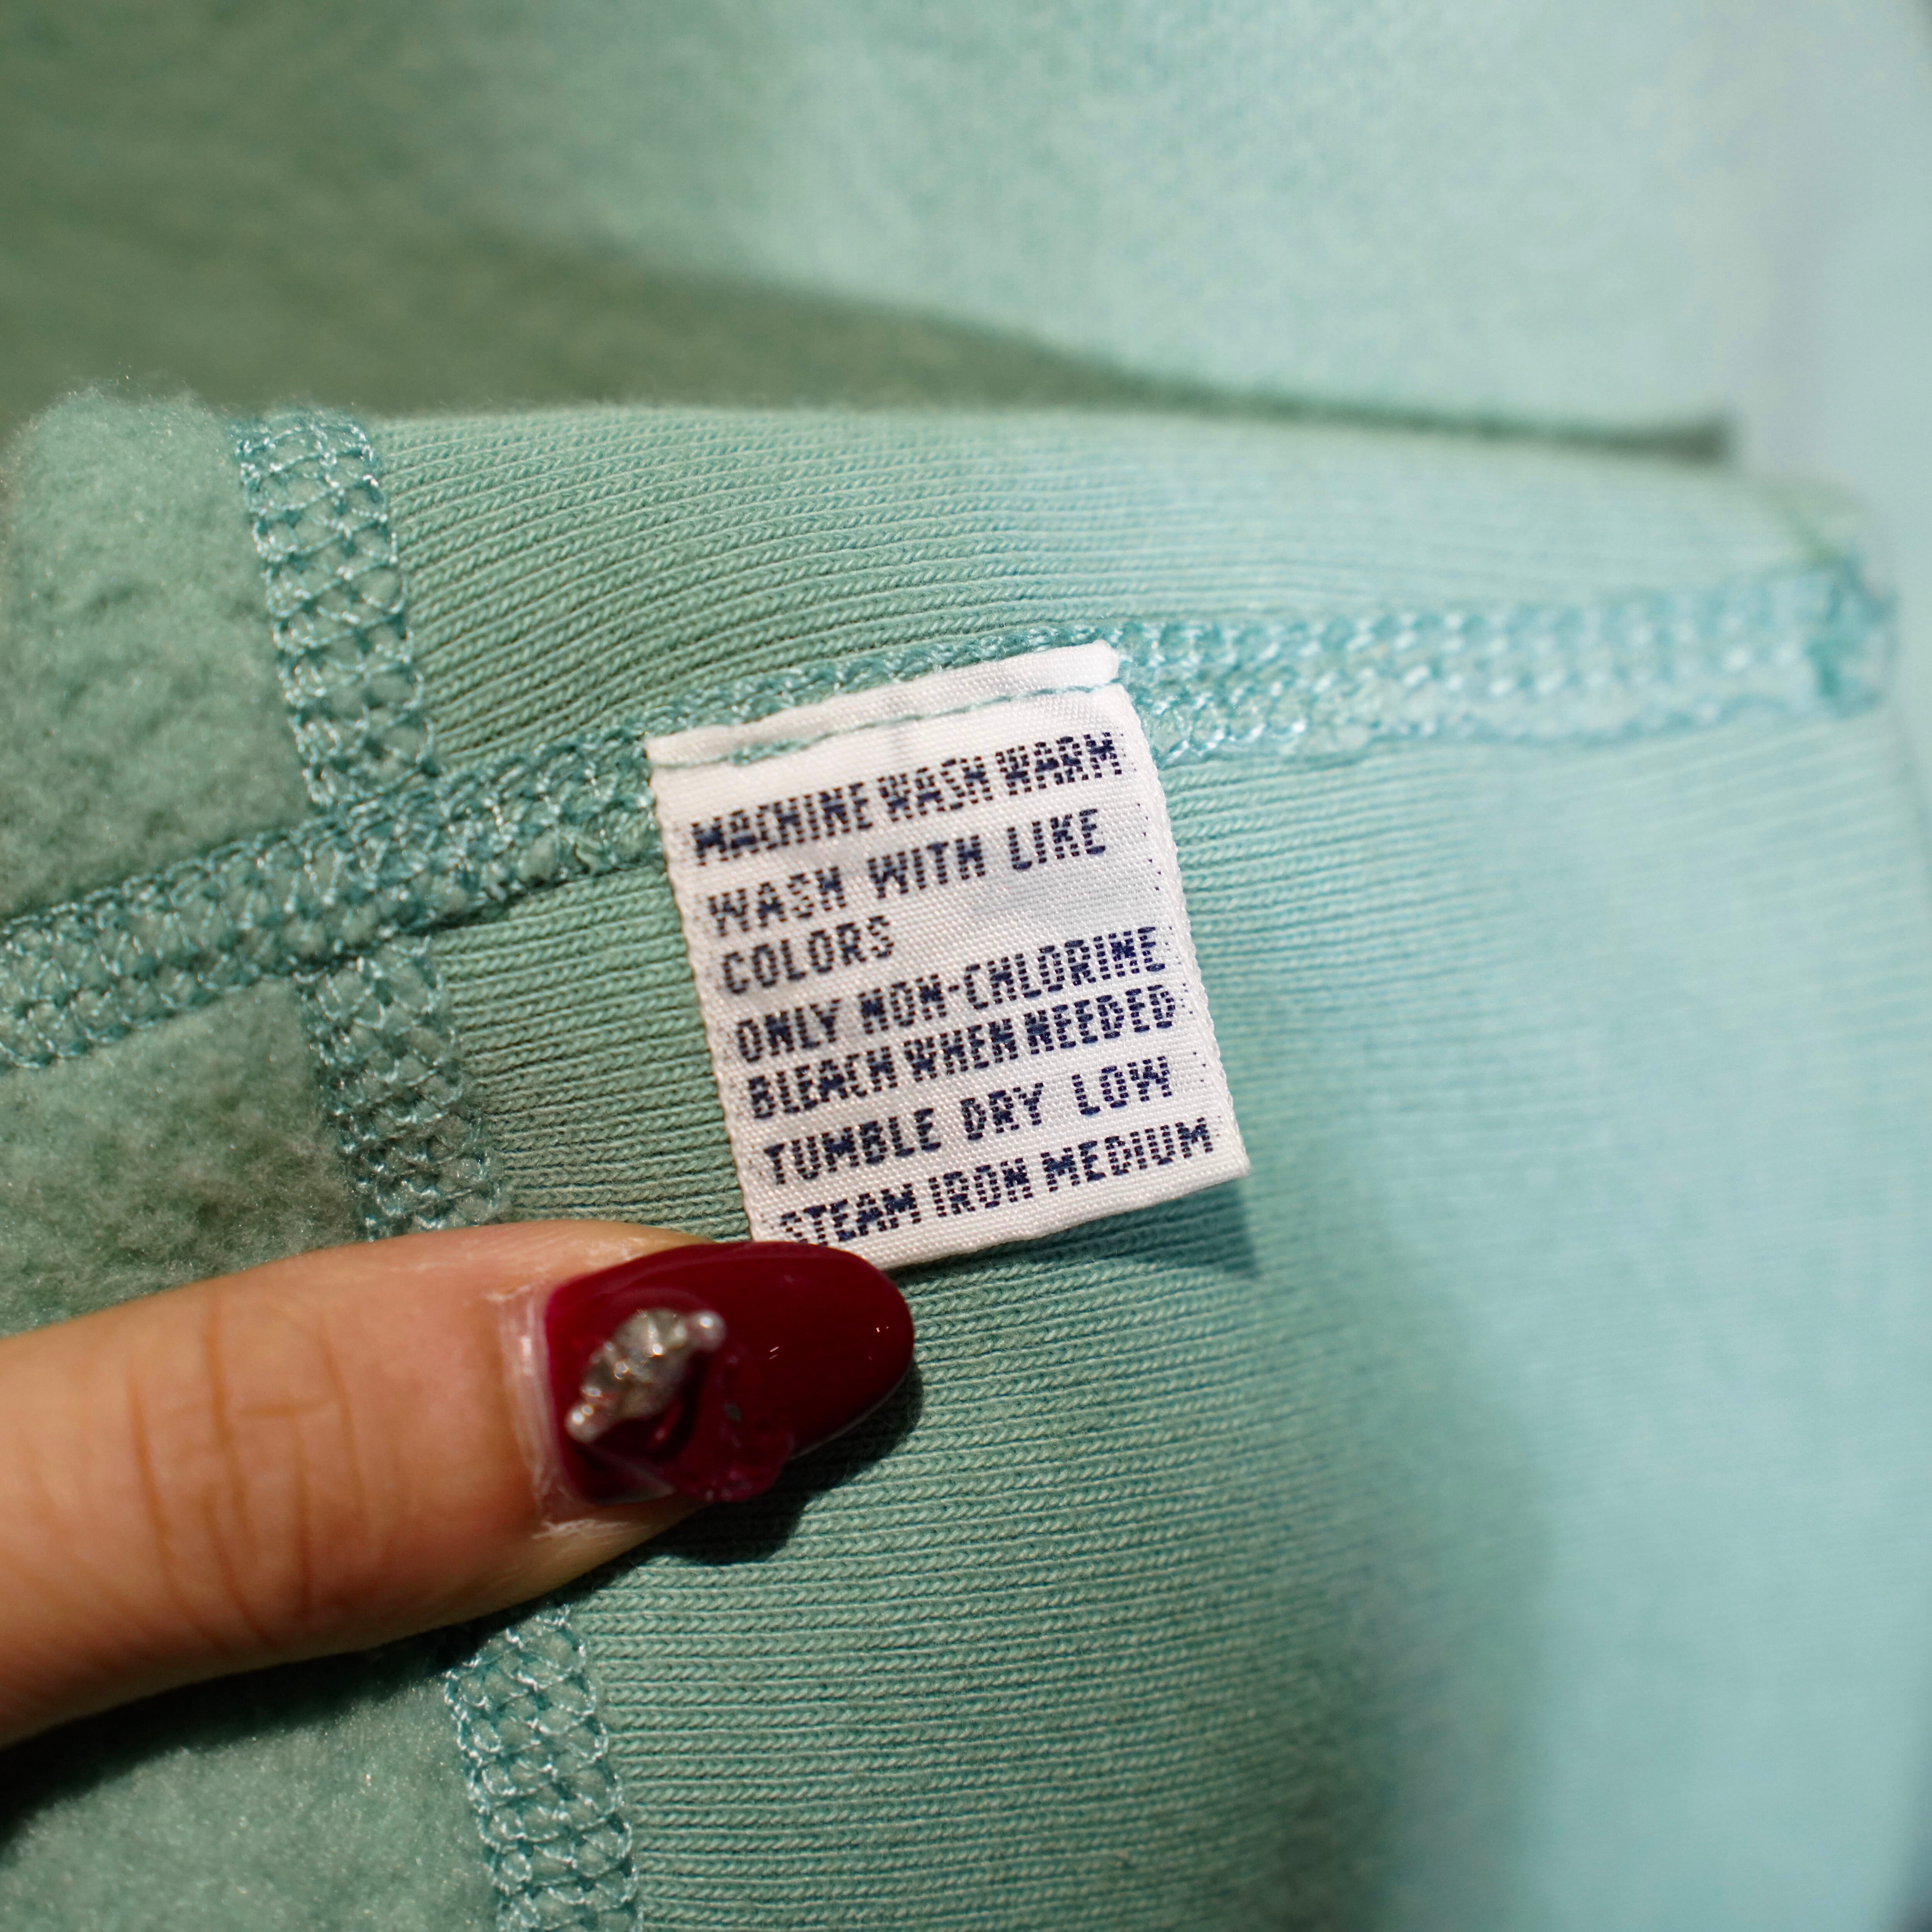 MACHINE WASH WARM
WASH WITH LIKE
COLORS
ONLY NON-CHLORINE
BLEACH WHEN NEEDED
TUMBLE DRY LOW
STEAM IRON MEDIUM